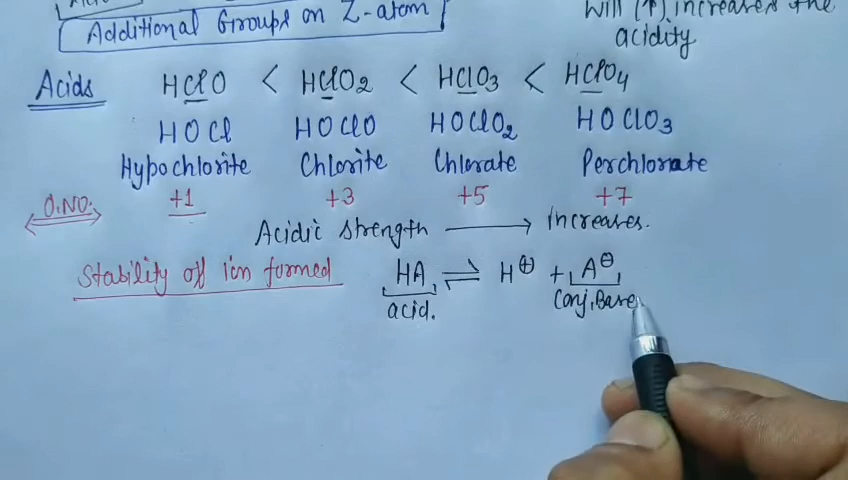 Additional Groups on Z-atom
Will (↑) increases the
acidity
Acids HClO < HClO2 < HClO3 < HClO4
HOCl HOClO HOClO2 HOClO3
Hypochlorite Chlorite Chlorate Perchlorate
O.NO. +1 +3 +5 +7
Acidic strength ⟶ increases.
Stability of ion formed HA ⇌ H⊕ + A⊖
acid. Conj. Base